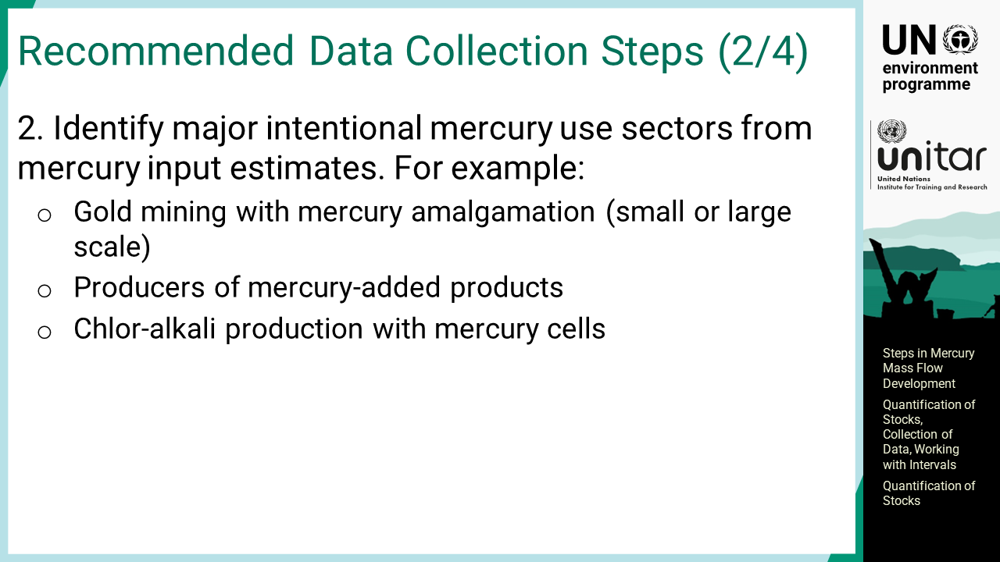 Recommended Data Collection Steps (2/4)
2. Identify major intentional mercury use sectors from
mercury input estimates. For example:
o Gold mining with mercury amalgamation (small or large
scale)
o Producers of mercury-added products
o Chlor-alkali production with mercury cells
UN
environment
programme
unitar
United Nations
Institute for Training and Research
Steps in Mercury
Mass Flow
Development
Quantification of
Stocks,
Collection of
Data, Working
with Intervals
Quantification of
Stocks